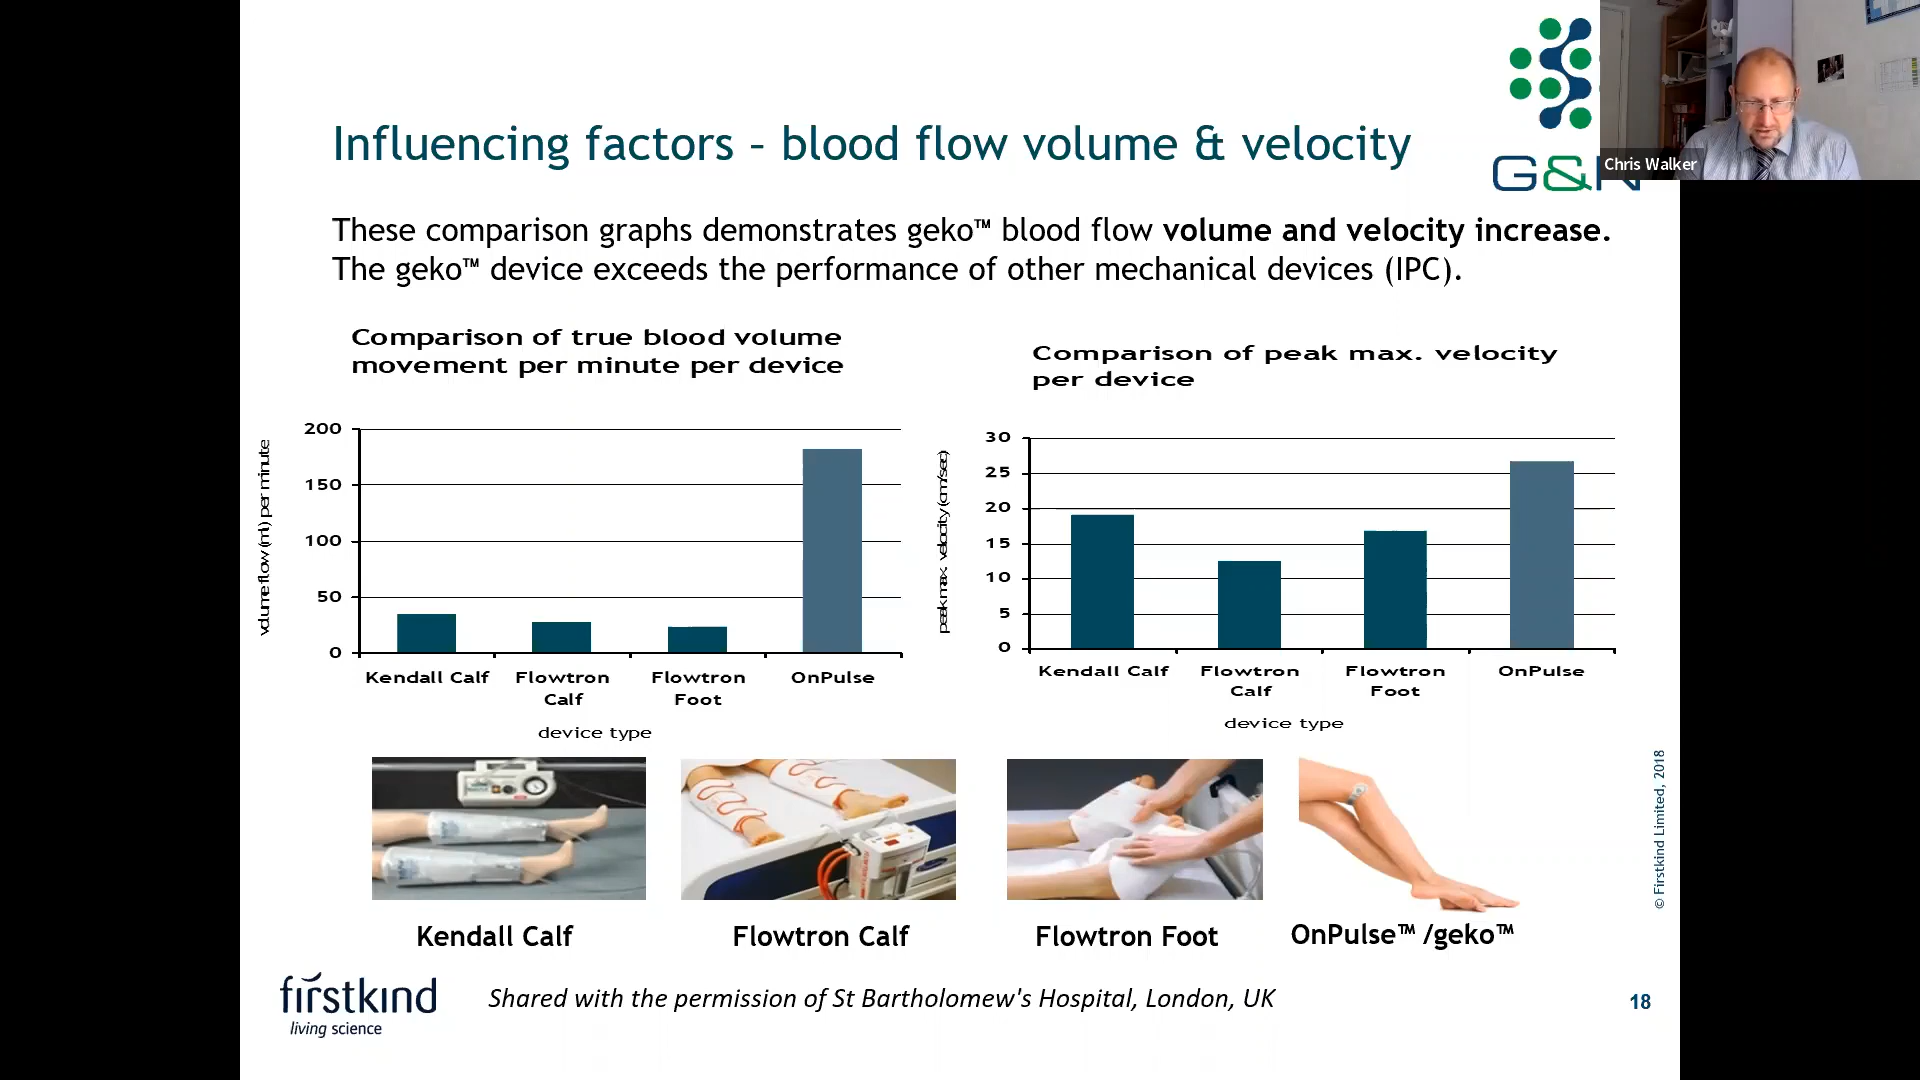 Influencing factors – blood flow volume & velocity
G&N
Chris Walker
These comparison graphs demonstrates geko™ blood flow volume and velocity increase.
The geko™ device exceeds the performance of other mechanical devices (IPC).
Comparison of true blood volume
movement per minute per device
volume flow (ml) per minute
200
150
100
50
0
Kendall Calf
Flowtron
Calf
Flowtron
Foot
OnPulse
device type
Comparison of peak max. velocity
per device
peak max. velocity (cm/sec)
30
25
20
15
10
5
0
Kendall Calf
Flowtron
Calf
Flowtron
Foot
OnPulse
device type
Kendall Calf
Flowtron Calf
Flowtron Foot
OnPulse™ /geko™
© Firstkind Limited, 2018
firstkind
living science
Shared with the permission of St Bartholomew's Hospital, London, UK
18